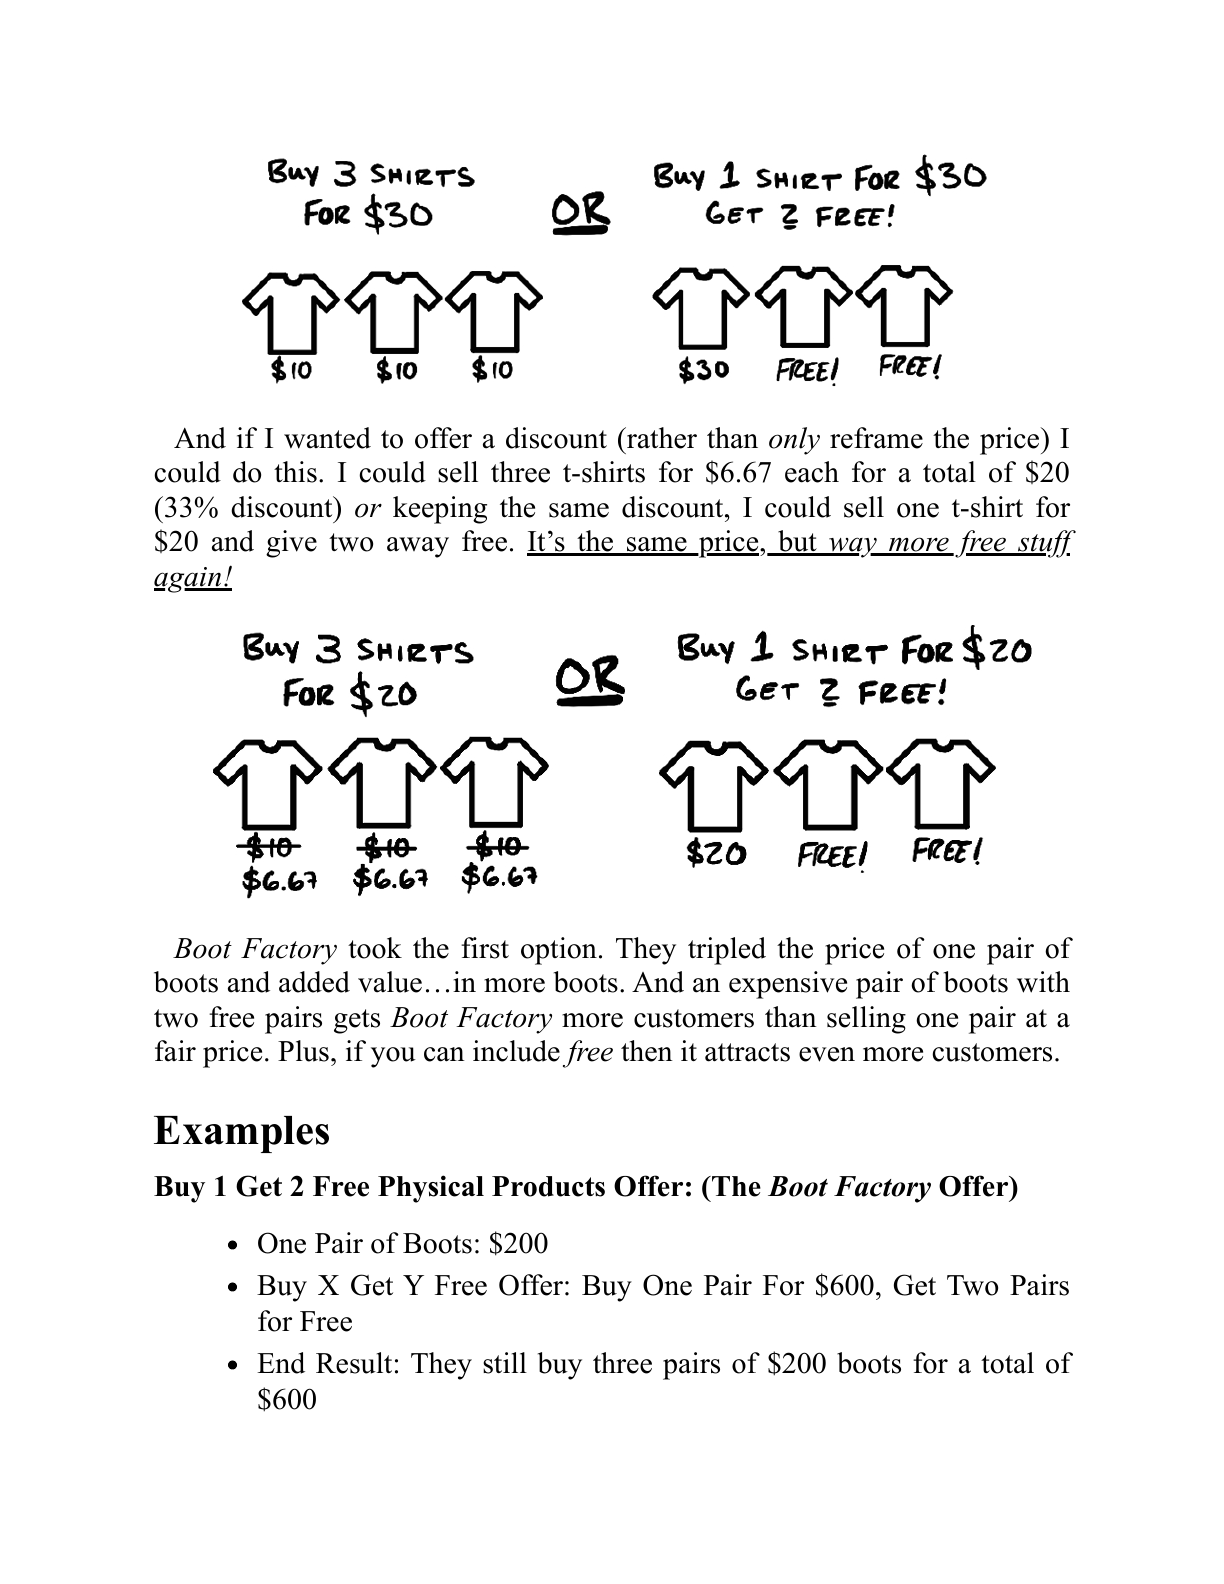 Buy 3 SHIRTS
FOR $30
OR
Buy 1 SHIRT FOR $30
GET 2 FREE!
$10 $10 $10
$30 FREE! FREE!
And if I wanted to offer a discount (rather than only reframe the price) I
could do this. I could sell three t-shirts for $6.67 each for a total of $20
(33% discount) or keeping the same discount, I could sell one t-shirt for
$20 and give two away free. It’s the same price, but way more free stuff
again!
Buy 3 SHIRTS
FOR $20
OR
Buy 1 SHIRT FOR $20
GET 2 FREE!
$10 $10 $10
$6.67 $6.67 $6.67
$20 FREE! FREE!
Boot Factory took the first option. They tripled the price of one pair of
boots and added value…in more boots. And an expensive pair of boots with
two free pairs gets Boot Factory more customers than selling one pair at a
fair price. Plus, if you can include free then it attracts even more customers.
Examples
Buy 1 Get 2 Free Physical Products Offer: (The Boot Factory Offer)
• One Pair of Boots: $200
• Buy X Get Y Free Offer: Buy One Pair For $600, Get Two Pairs
for Free
• End Result: They still buy three pairs of $200 boots for a total of
$600